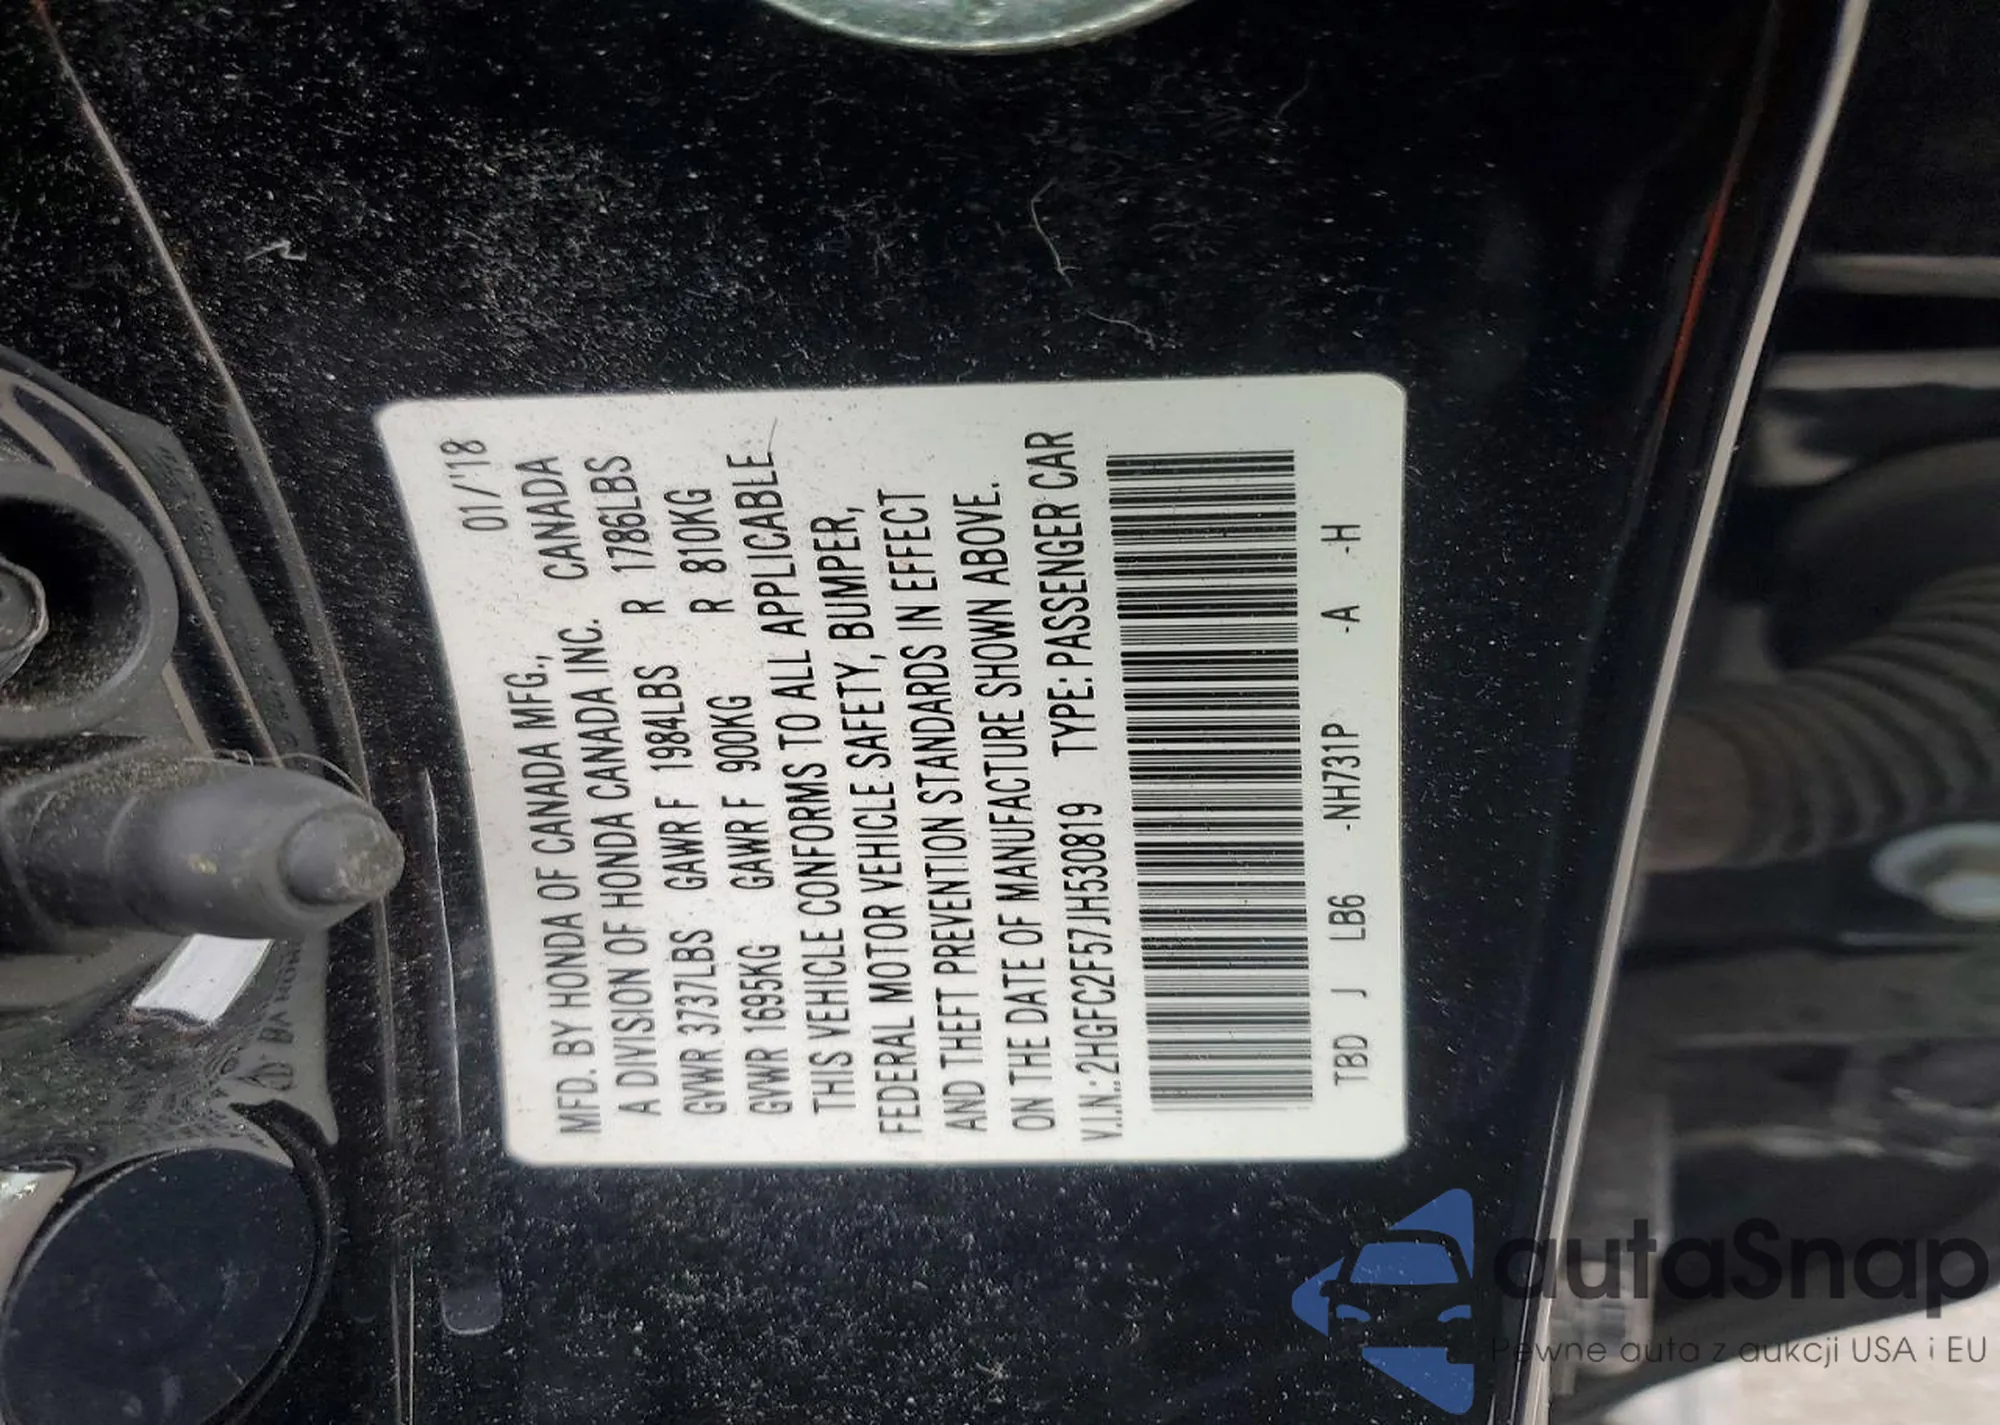 01/'18
MFD. BY HONDA OF CANADA MFG., CANADA
A DIVISION OF HONDA CANADA INC.
GVWR 3737LBS GAWR F 1984LBS R 1786LBS
GVWR 1695KG GAWR F 900KG R 810KG
THIS VEHICLE CONFORMS TO ALL APPLICABLE
FEDERAL MOTOR VEHICLE SAFETY, BUMPER,
AND THEFT PREVENTION STANDARDS IN EFFECT
ON THE DATE OF MANUFACTURE SHOWN ABOVE.
V.I.N.: 2HGFC2F57JH530819 TYPE: PASSENGER CAR
TBD J LB6 -NH731P -A -H
autaSnap
Pewne auta z aukcji USA i EU